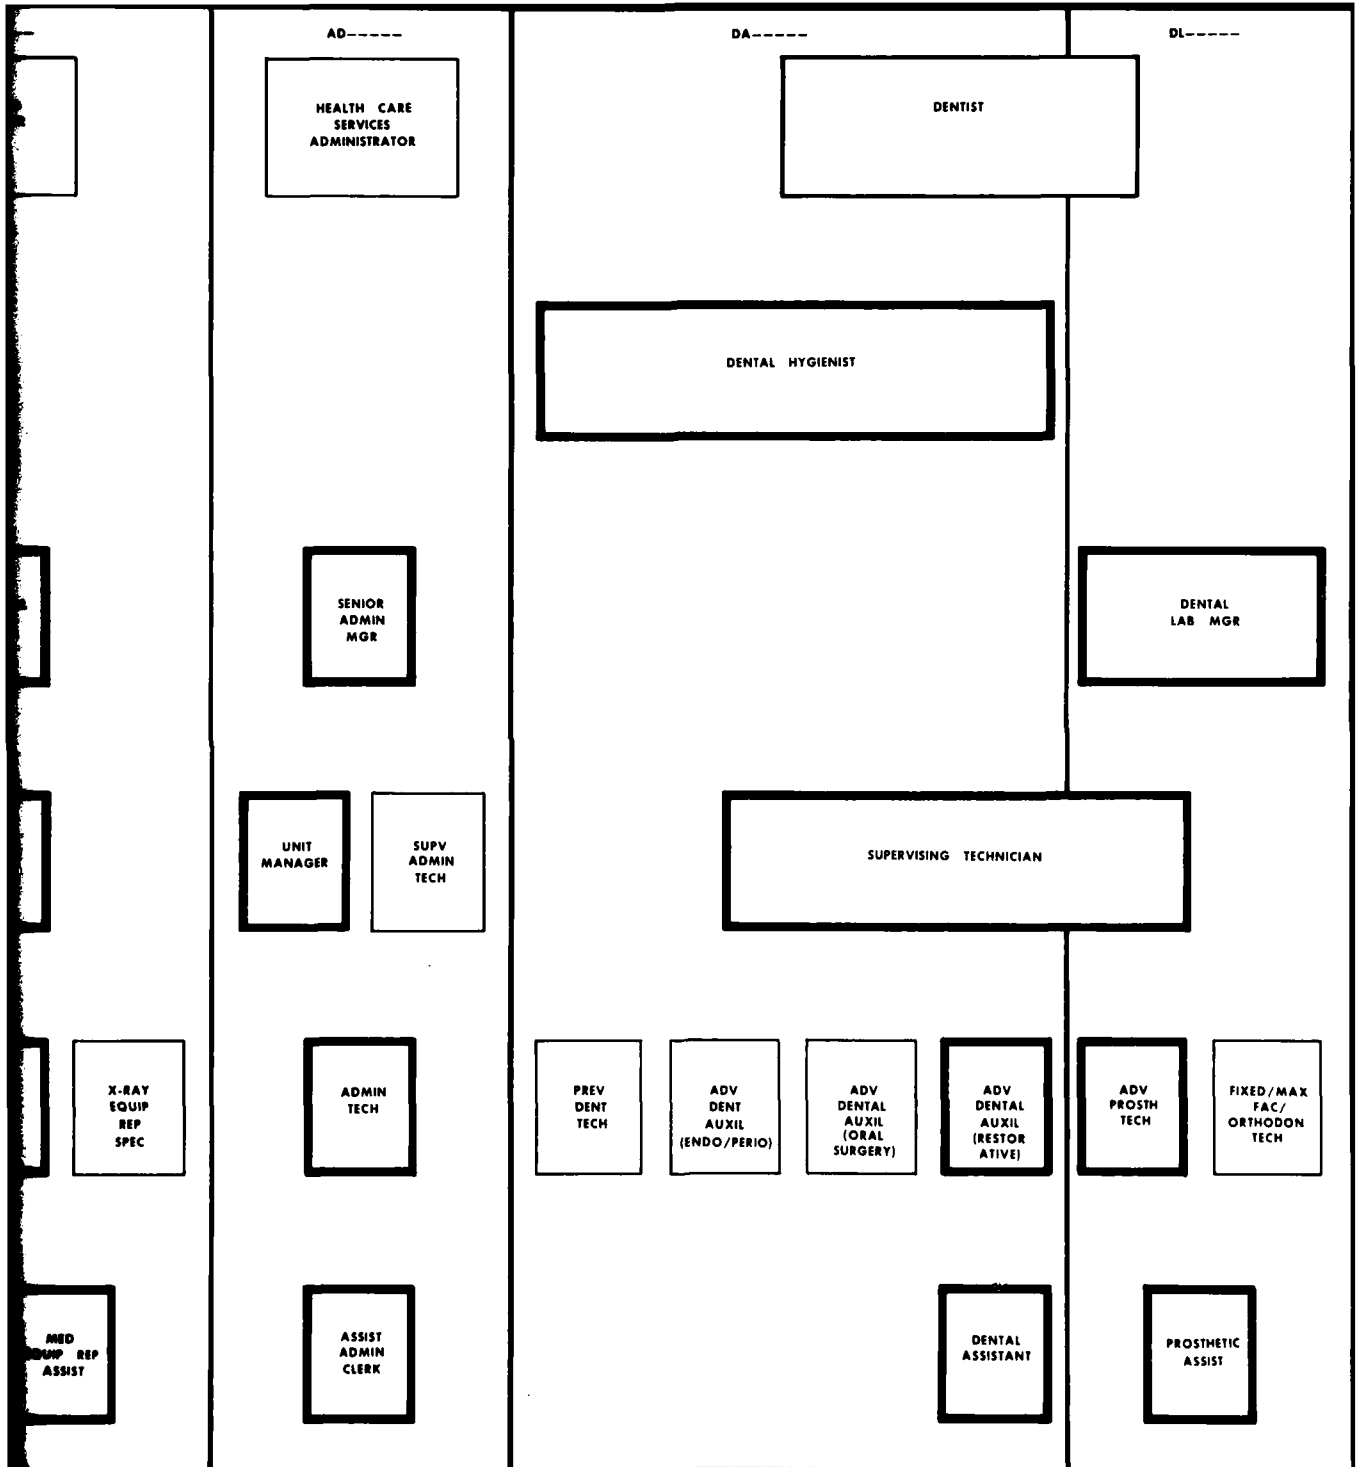 AD-----
DA-----
DL-----
HEALTH CARE
SERVICES
ADMINISTRATOR
DENTIST
DENTAL HYGIENIST
SENIOR
ADMIN
MGR
DENTAL
LAB MGR
UNIT
MANAGER
SUPV
ADMIN
TECH
SUPERVISING TECHNICIAN
X-RAY
EQUIP
REP
SPEC
ADMIN
TECH
PREV
DENT
TECH
ADV
DENT
AUXIL
(ENDO/PERIO)
ADV
DENTAL
AUXIL
(ORAL
SURGERY)
ADV
DENTAL
AUXIL
(RESTOR
ATIVE)
ADV
PROSTH
TECH
FIXED/MAX
FAC/
ORTHODON
TECH
MED
QUIP REP
ASSIST
ASSIST
ADMIN
CLERK
DENTAL
ASSISTANT
PROSTHETIC
ASSIST